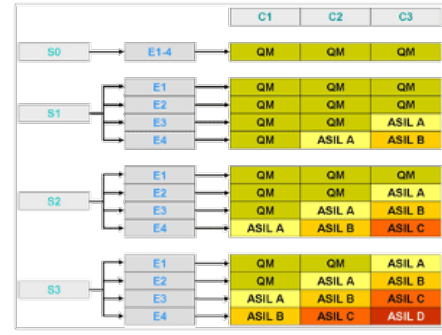 C1 C2 C3
S0 E1-4 QM QM QM
E1 QM QM QM
E2 QM QM QM
S1
E3 QM QM ASIL A
E4 QM ASIL A ASIL B
E1 QM QM QM
E2 QM QM ASIL A
S2
E3 QM ASIL A ASIL B
E4 ASIL A ASIL B ASIL C
E1 QM QM ASIL A
E2 QM ASIL A ASIL B
S3
E3 ASIL A ASIL B ASIL C
E4 ASIL B ASIL C ASIL D